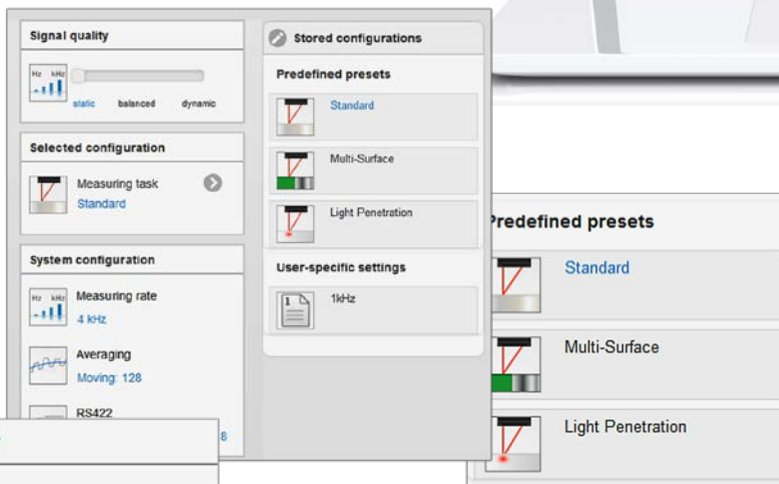 Signal quality
Hz kHz
static balanced dynamic
Selected configuration
Measuring task
Standard
System configuration
Hz kHz
Measuring rate
4 kHz
Averaging
Moving: 128
RS422
8
Stored configurations
Predefined presets
Standard
Multi-Surface
Light Penetration
User-specific settings
1
1kHz
Predefined presets
Standard
Multi-Surface
Light Penetration